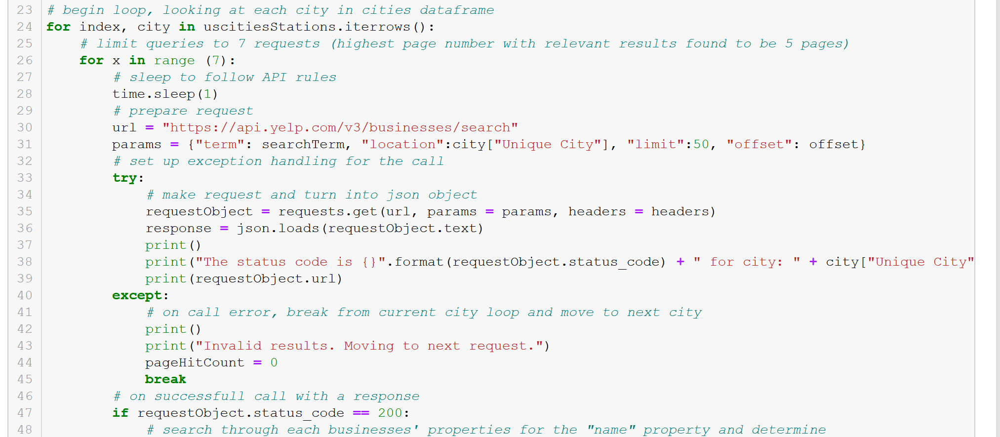 23 # begin loop, looking at each city in cities dataframe
24 for index, city in uscitiesStations.iterrows():
25     # limit queries to 7 requests (highest page number with relevant results found to be 5 pages)
26     for x in range (7):
27         # sleep to follow API rules
28         time.sleep(1)
29         # prepare request
30         url = "https://api.yelp.com/v3/businesses/search"
31         params = {"term": searchTerm, "location":city["Unique City"], "limit":50, "offset": offset}
32         # set up exception handling for the call
33         try:
34             # make request and turn into json object
35             requestObject = requests.get(url, params = params, headers = headers)
36             response = json.loads(requestObject.text)
37             print()
38             print("The status code is {}".format(requestObject.status_code) + " for city: " + city["Unique City"
39             print(requestObject.url)
40         except:
41             # on call error, break from current city loop and move to next city
42             print()
43             print("Invalid results. Moving to next request.")
44             pageHitCount = 0
45             break
46         # on successfull call with a response
47         if requestObject.status_code == 200:
48             # search through each businesses' properties for the "name" property and determine